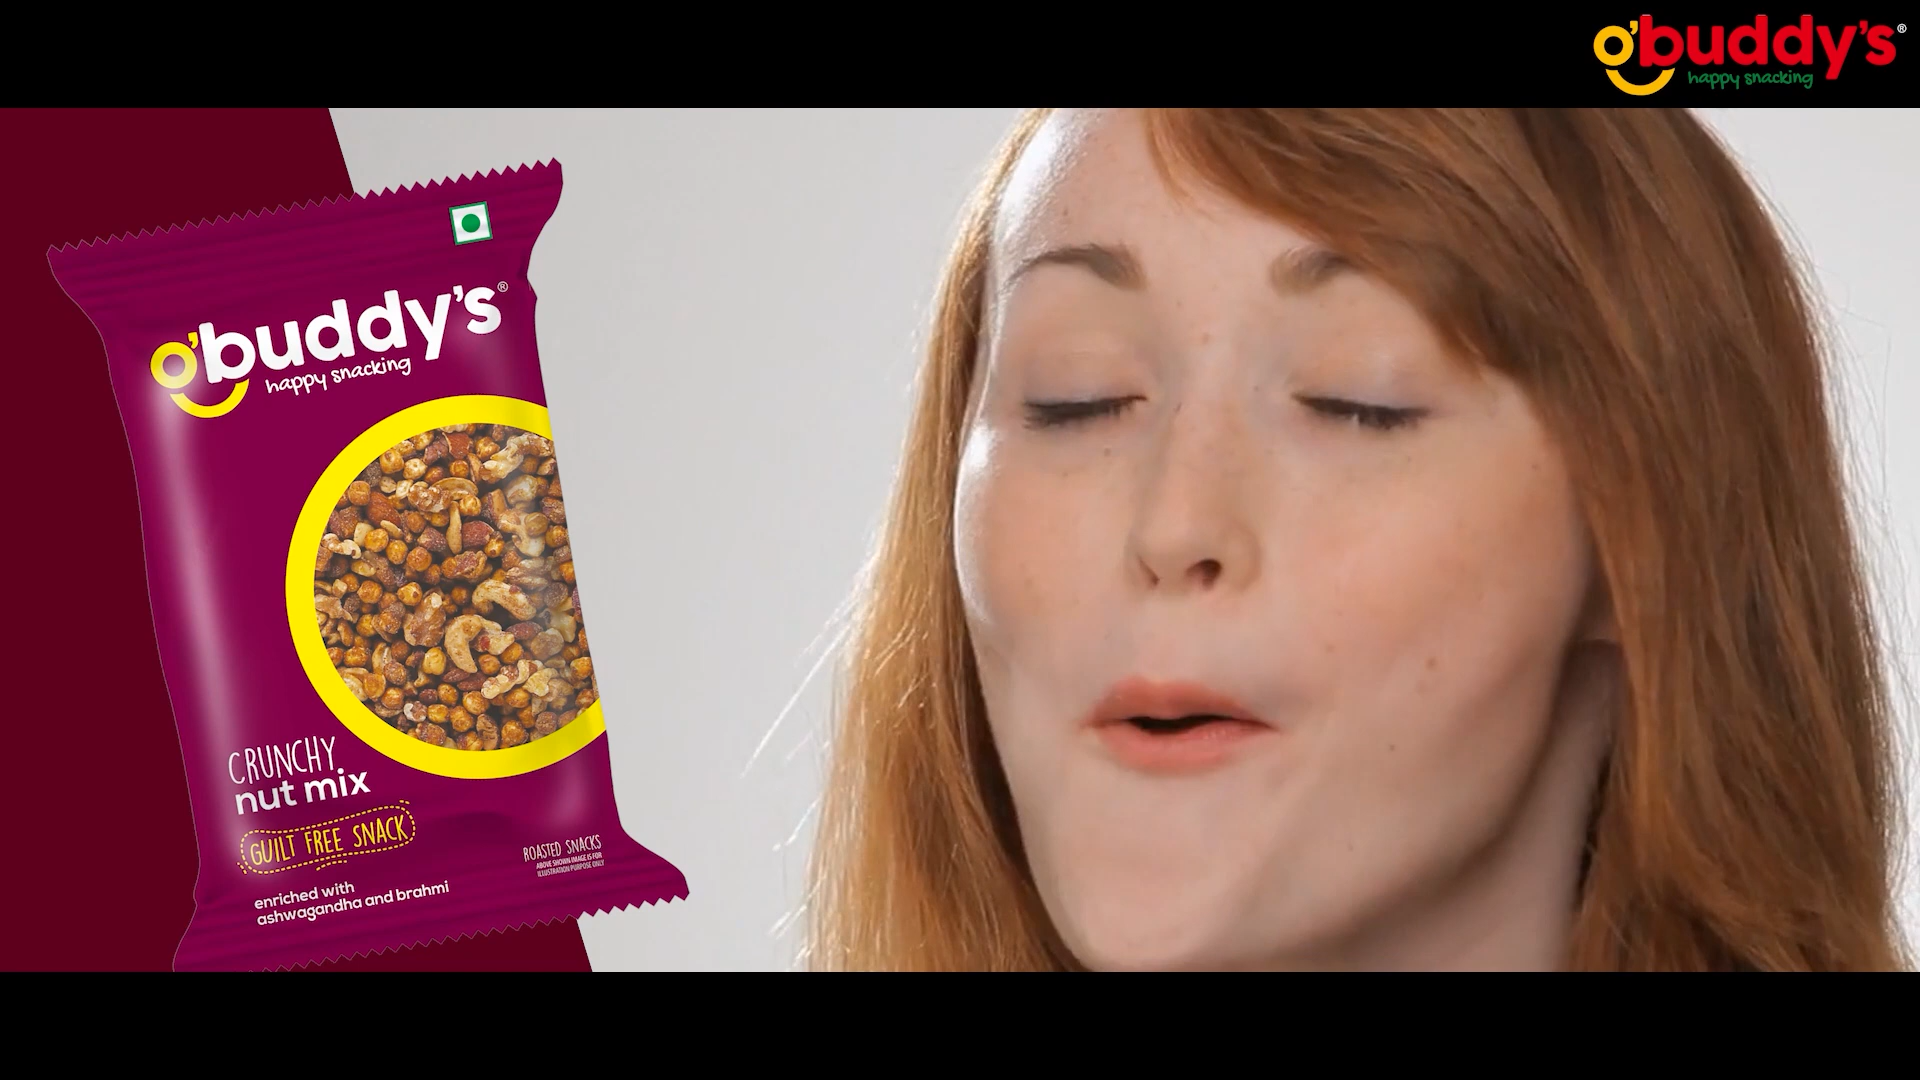 o'buddy's®
happy snacking
o'buddy's®
happy snacking
CRUNCHY
nut mix
GUILT FREE SNACK
enriched with
ashwagandha and brahmi
ROASTED SNACKS
ABOVE SHOWN IMAGE IS FOR
ILLUSTRATION PURPOSE ONLY